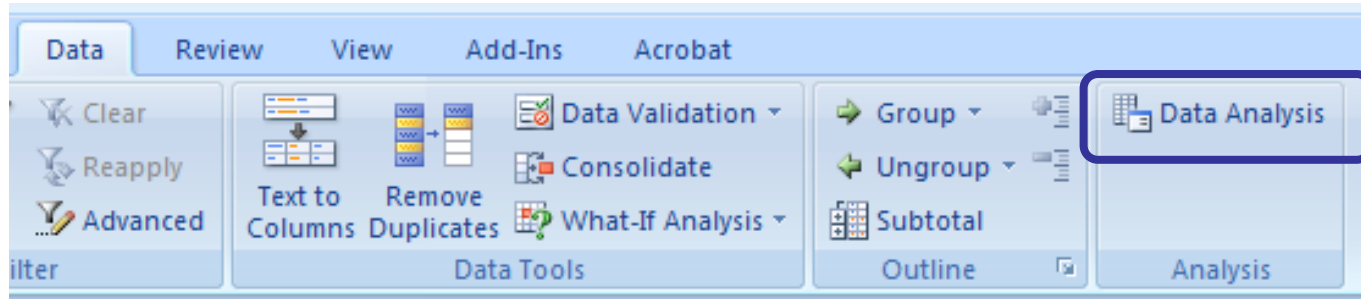 Data Review View Add-Ins Acrobat
Clear
Reapply
Advanced
ilter
Text to
Columns
Remove
Duplicates
Data Validation
Consolidate
What-If Analysis
Data Tools
Group
Ungroup
Subtotal
Outline
Data Analysis
Analysis